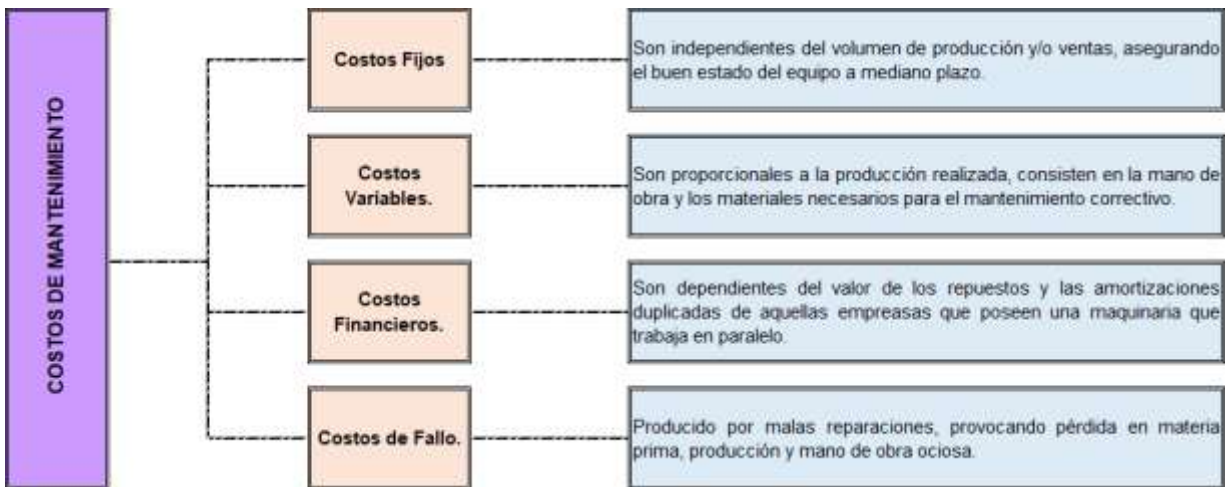 COSTOS DE MANTENIMIENTO
Costos Fijos
Son independientes del volumen de producción y/o ventas, asegurando
el buen estado del equipo a mediano plazo.
Costos
Variables.
Son proporcionales a la producción realizada, consisten en la mano de
obra y los materiales necesarios para el mantenimiento correctivo.
Costos
Financieros.
Son dependientes del valor de los repuestos y las amortizaciones
duplicadas de aquellas empreasas que poseen una maquinaria que
trabaja en paralelo.
Costos de Fallo.
Producido por malas reparaciones, provocando pérdida en materia
prima, producción y mano de obra ociosa.